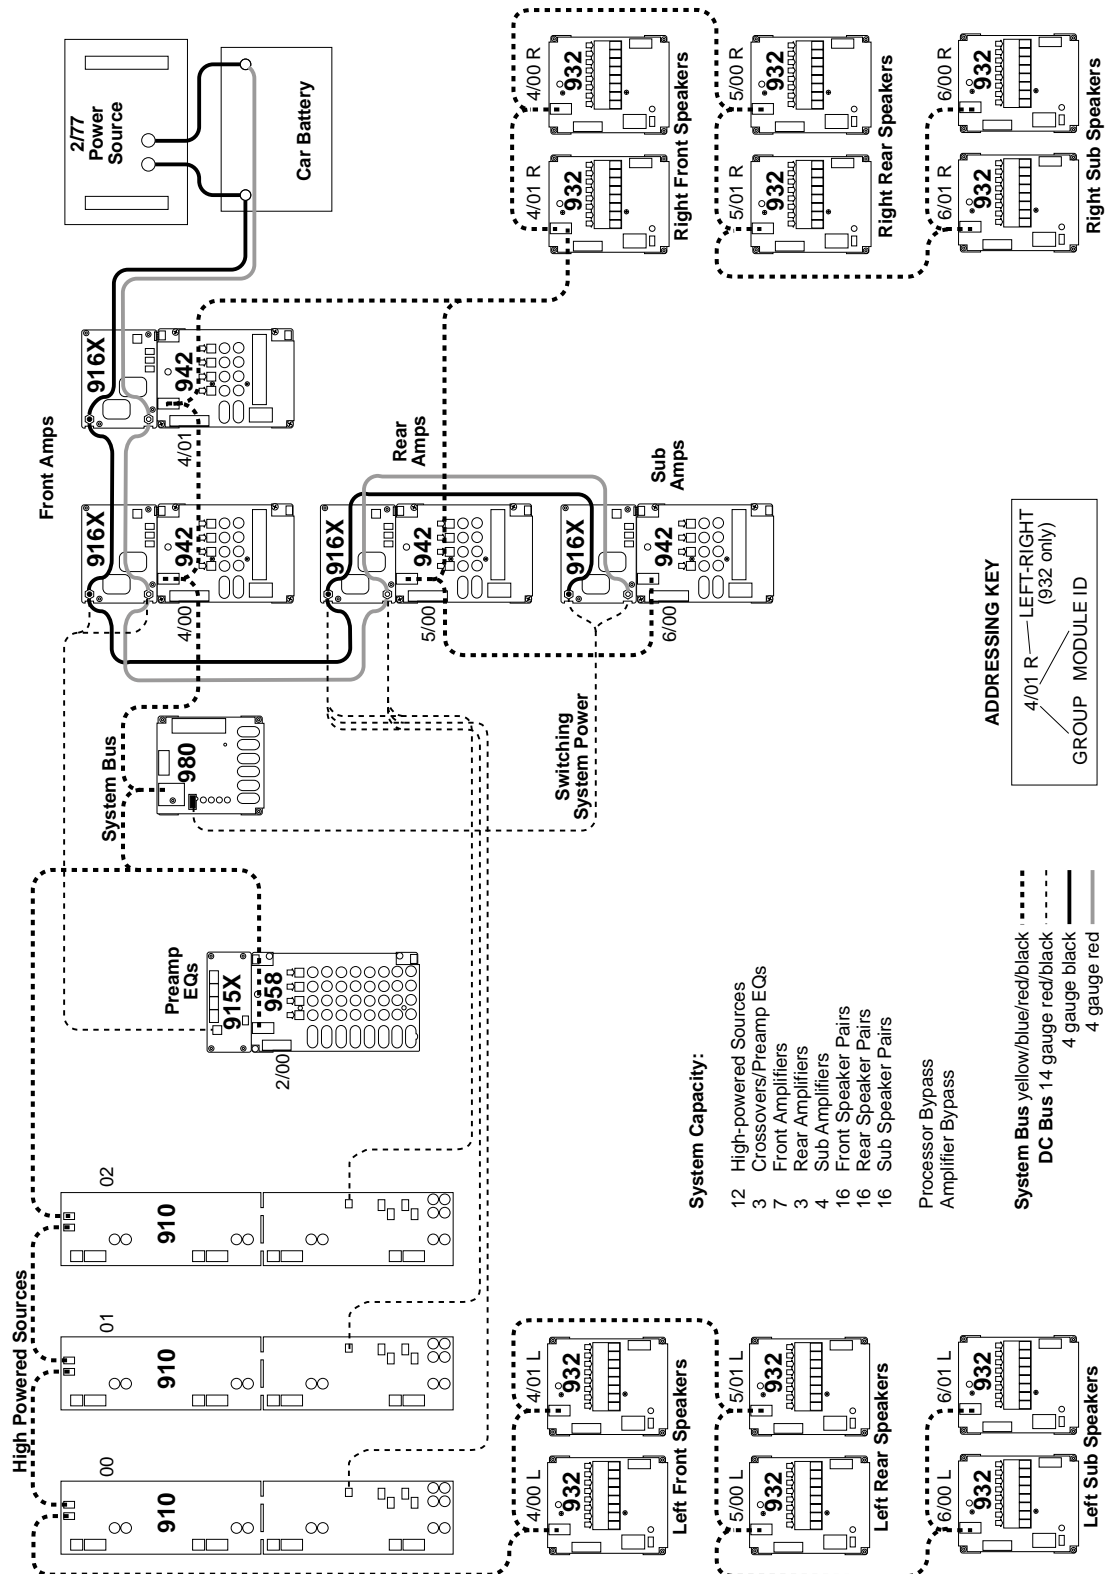 High Powered Sources
00
910
01
910
02
910
Preamp
EQs
915X
958
2/00
System Bus
980
Switching
System Power
Front Amps
916X
942
4/00
916X
942
4/01
Rear
Amps
916X
942
5/00
Sub
Amps
916X
942
6/00
2/77
Power
Source
Car Battery
4/00 L
932
4/01 L
932
Left Front Speakers
5/00 L
932
5/01 L
932
Left Rear Speakers
6/00 L
932
6/01 L
932
Left Sub Speakers
4/01 R
932
4/00 R
932
Right Front Speakers
5/01 R
932
5/00 R
932
Right Rear Speakers
6/01 R
932
6/00 R
932
Right Sub Speakers
System Capacity:
12 High-powered Sources
3 Crossovers/Preamp EQs
7 Front Amplifiers
3 Rear Amplifiers
4 Sub Amplifiers
16 Front Speaker Pairs
16 Rear Speaker Pairs
16 Sub Speaker Pairs
Processor Bypass
Amplifier Bypass
System Bus yellow/blue/red/black
DC Bus 14 gauge red/black
4 gauge black
4 gauge red
ADDRESSING KEY
4/01 R
LEFT-RIGHT
(932 only)
GROUP MODULE ID